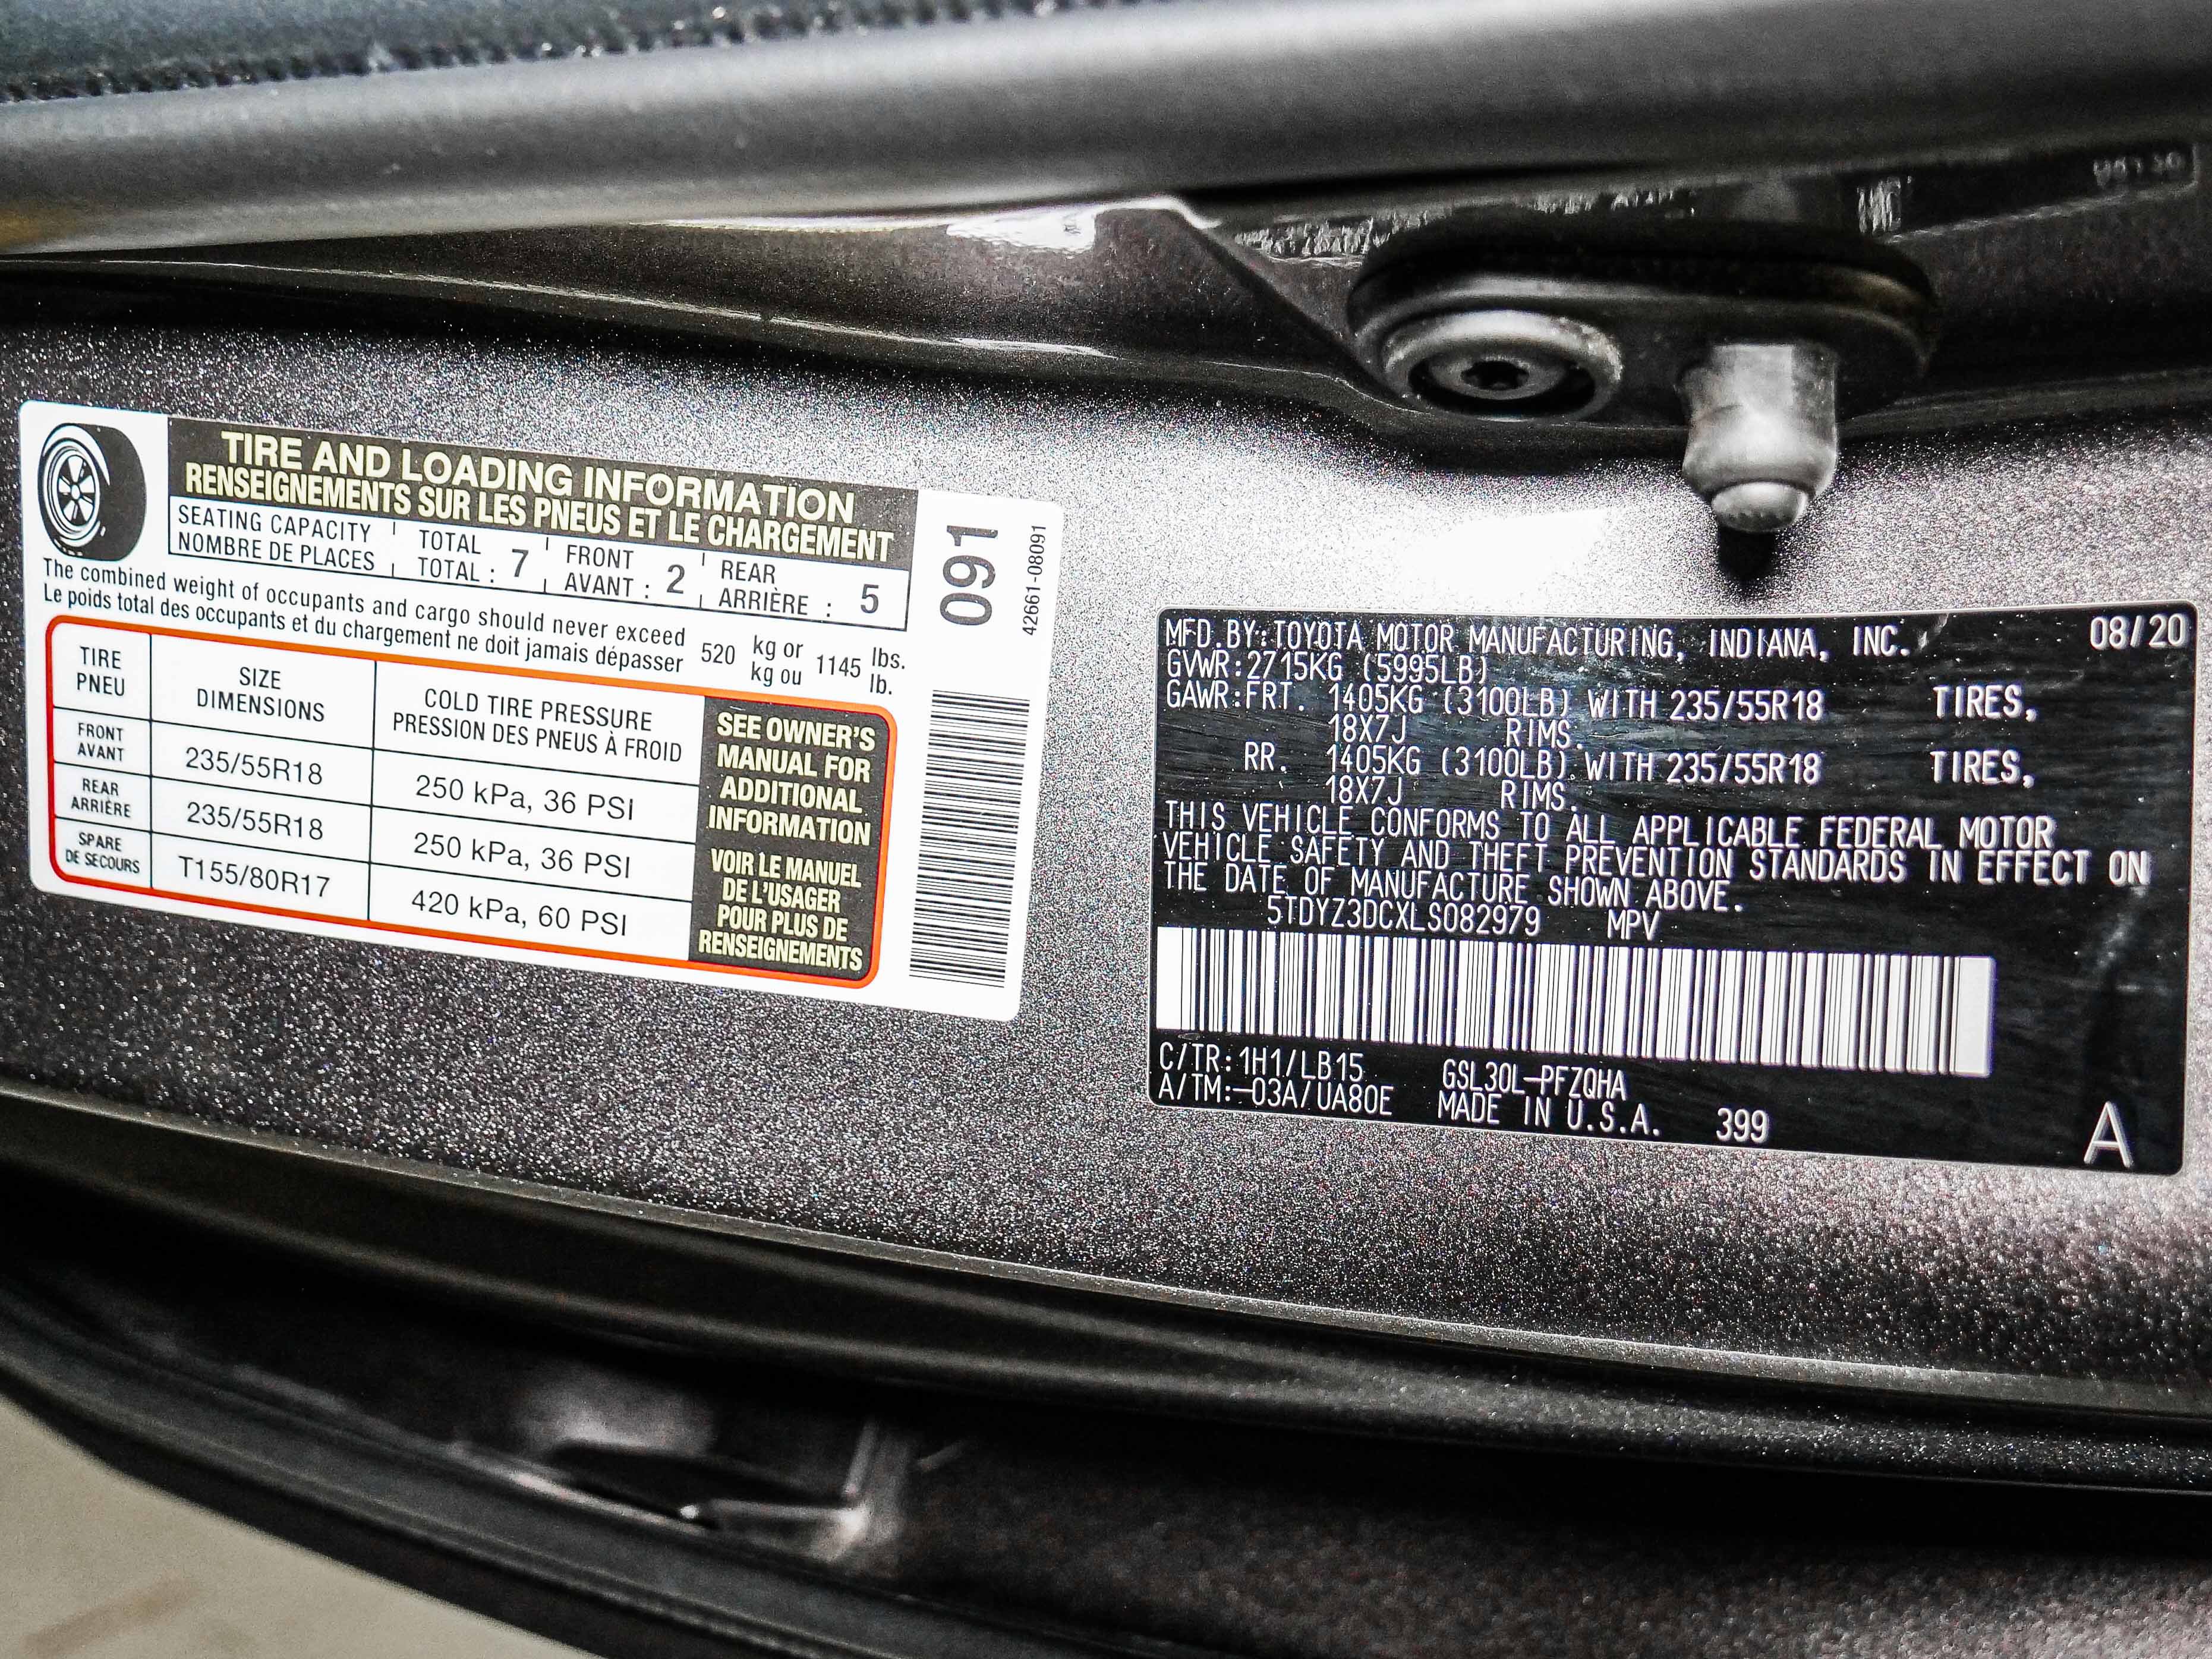 TIRE AND LOADING INFORMATION
RENSEIGNEMENTS SUR LES PNEUS ET LE CHARGEMENT
SEATING CAPACITY TOTAL FRONT REAR
NOMBRE DE PLACES TOTAL : 7 AVANT : 2 ARRIÈRE : 5
The combined weight of occupants and cargo should never exceed 520 kg or 1145 lbs.
Le poids total des occupants et du chargement ne doit jamais dépasser kg ou lb.
TIRE SIZE COLD TIRE PRESSURE
PNEU DIMENSIONS PRESSION DES PNEUS À FROID
FRONT
AVANT 235/55R18 250 kPa, 36 PSI
REAR
ARRIÈRE 235/55R18 250 kPa, 36 PSI
SPARE
DE SECOURS T155/80R17 420 kPa, 60 PSI
SEE OWNER'S
MANUAL FOR
ADDITIONAL
INFORMATION
VOIR LE MANUEL
DE L'USAGER
POUR PLUS DE
RENSEIGNEMENTS
091
42661-08091
MFD. BY:TOYOTA MOTOR MANUFACTURING, INDIANA, INC. 08/20
GVWR:2715KG (5995LB)
GAWR:FRT. 1405KG (3100LB) WITH 235/55R18 TIRES,
18X7J RIMS.
RR. 1405KG (3100LB) WITH 235/55R18 TIRES,
18X7J RIMS.
THIS VEHICLE CONFORMS TO ALL APPLICABLE FEDERAL MOTOR
VEHICLE SAFETY AND THEFT PREVENTION STANDARDS IN EFFECT ON
THE DATE OF MANUFACTURE SHOWN ABOVE.
5TDYZ3DCXLS082979 MPV
C/TR:1H1/LB15 GSL30L-PFZQHA
A/TM:-03A/UA80E MADE IN U.S.A. 399
A